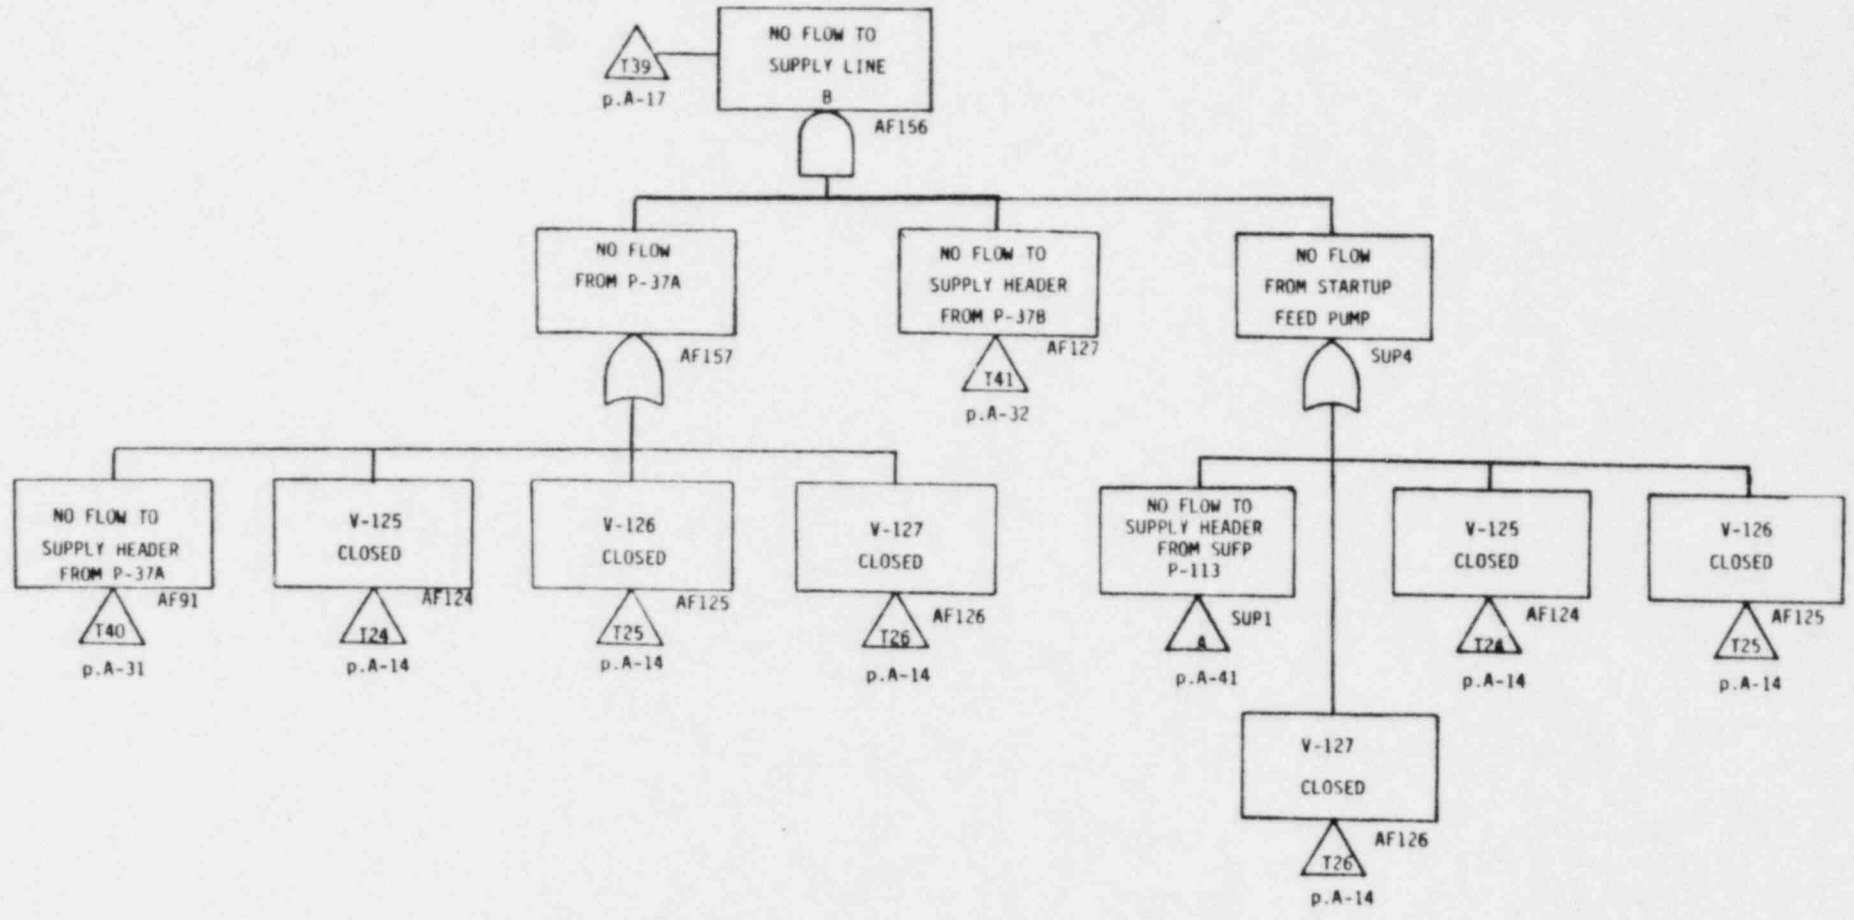 NO FLOW TO
SUPPLY LINE
B
T39
p.A-17
AF156
NO FLOW
FROM P-37A
AF157
NO FLOW TO
SUPPLY HEADER
FROM P-37B
AF127
T41
p.A-32
NO FLOW
FROM STARTUP
FEED PUMP
SUP4
NO FLOW TO
SUPPLY HEADER
FROM P-37A
AF91
T40
p.A-31
V-125
CLOSED
AF124
T24
p.A-14
V-126
CLOSED
AF125
T25
p.A-14
V-127
CLOSED
AF126
T26
p.A-14
NO FLOW TO
SUPPLY HEADER
FROM SUFP
P-113
SUP1
A
p.A-41
V-125
CLOSED
AF124
T24
p.A-14
V-126
CLOSED
AF125
T25
p.A-14
V-127
CLOSED
AF126
T26
p.A-14